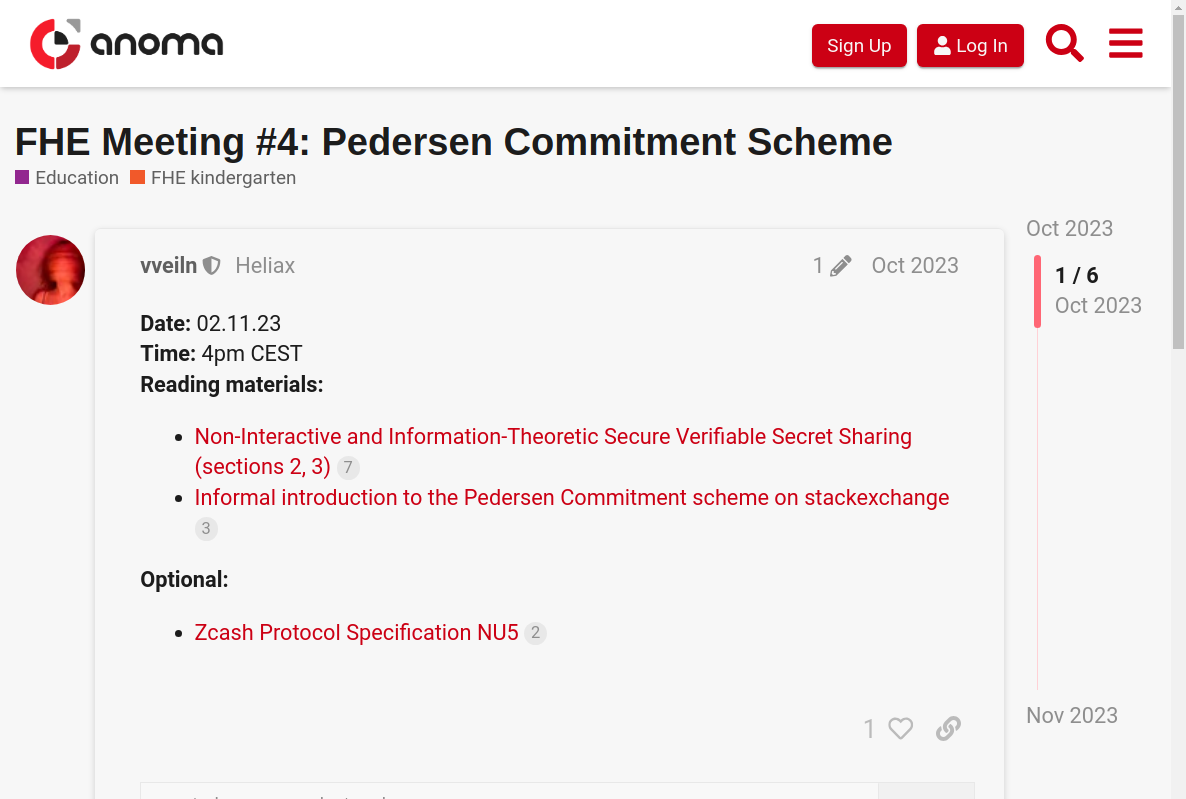 anoma
Sign Up
Log In
FHE Meeting #4: Pedersen Commitment Scheme
Education FHE kindergarten
vveiln Heliax 1 Oct 2023
Date: 02.11.23
Time: 4pm CEST
Reading materials:
Non-Interactive and Information-Theoretic Secure Verifiable Secret Sharing
(sections 2, 3) 7
Informal introduction to the Pedersen Commitment scheme on stackexchange
3
Optional:
Zcash Protocol Specification NU5 2
1
Oct 2023
1 / 6
Oct 2023
Nov 2023